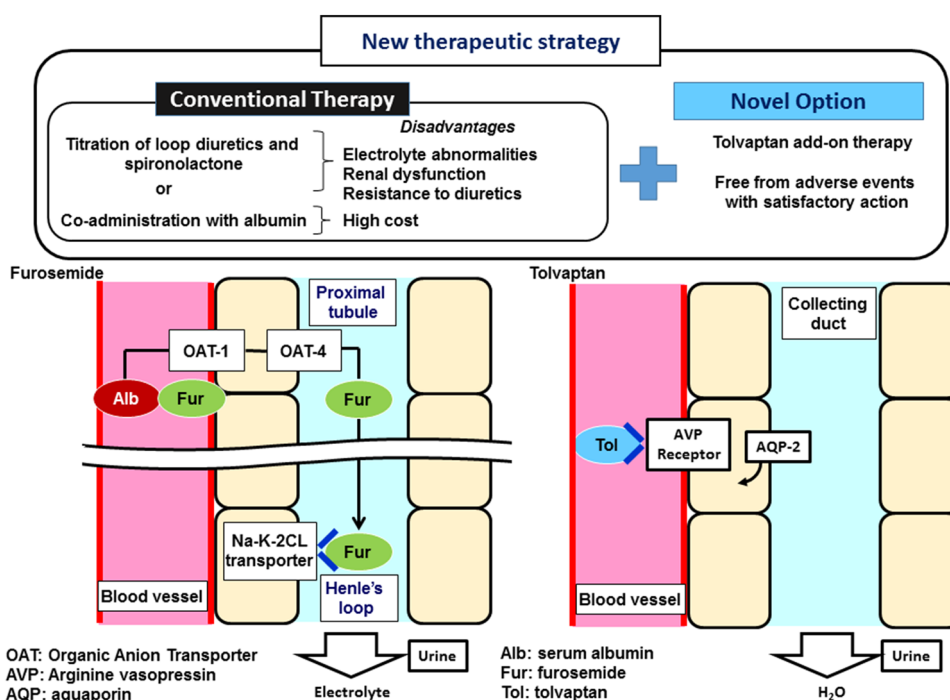 New therapeutic strategy
Conventional Therapy
Disadvantages
Titration of loop diuretics and
spironolactone
or
Co-administration with albumin
Electrolyte abnormalities
Renal dysfunction
Resistance to diuretics
High cost
Novel Option
Tolvaptan add-on therapy
Free from adverse events
with satisfactory action
Furosemide
Proximal
tubule
OAT-1
OAT-4
Alb
Fur
Fur
Na-K-2CL
transporter
Fur
Henle's
loop
Blood vessel
Urine
Electrolyte
OAT: Organic Anion Transporter
AVP: Arginine vasopressin
AQP: aquaporin
Tolvaptan
Collecting
duct
Tol
AVP
Receptor
AQP-2
Blood vessel
Urine
H₂O
Alb: serum albumin
Fur: furosemide
Tol: tolvaptan